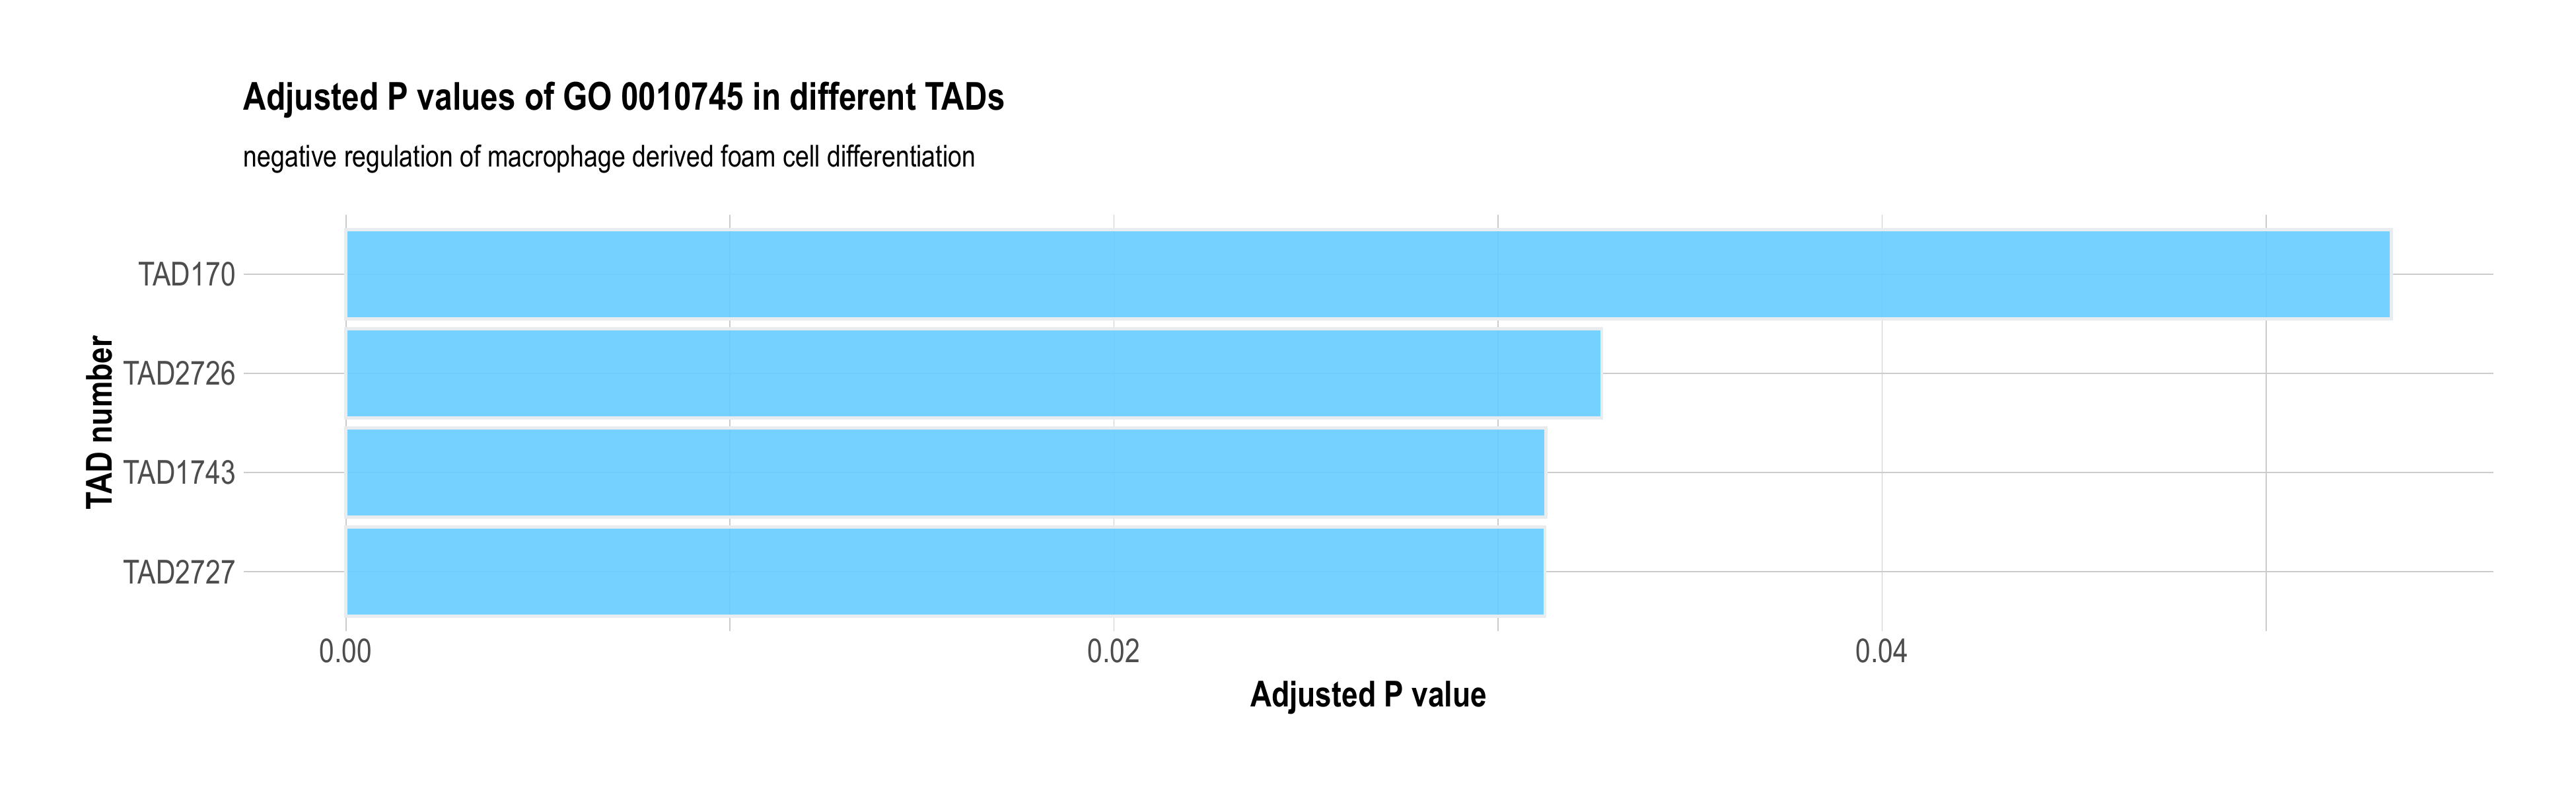 Adjusted P values of GO 0010745 in different TADs
negative regulation of macrophage derived foam cell differentiation
TAD number
TAD170
TAD2726
TAD1743
TAD2727
0.00 0.02 0.04
Adjusted P value